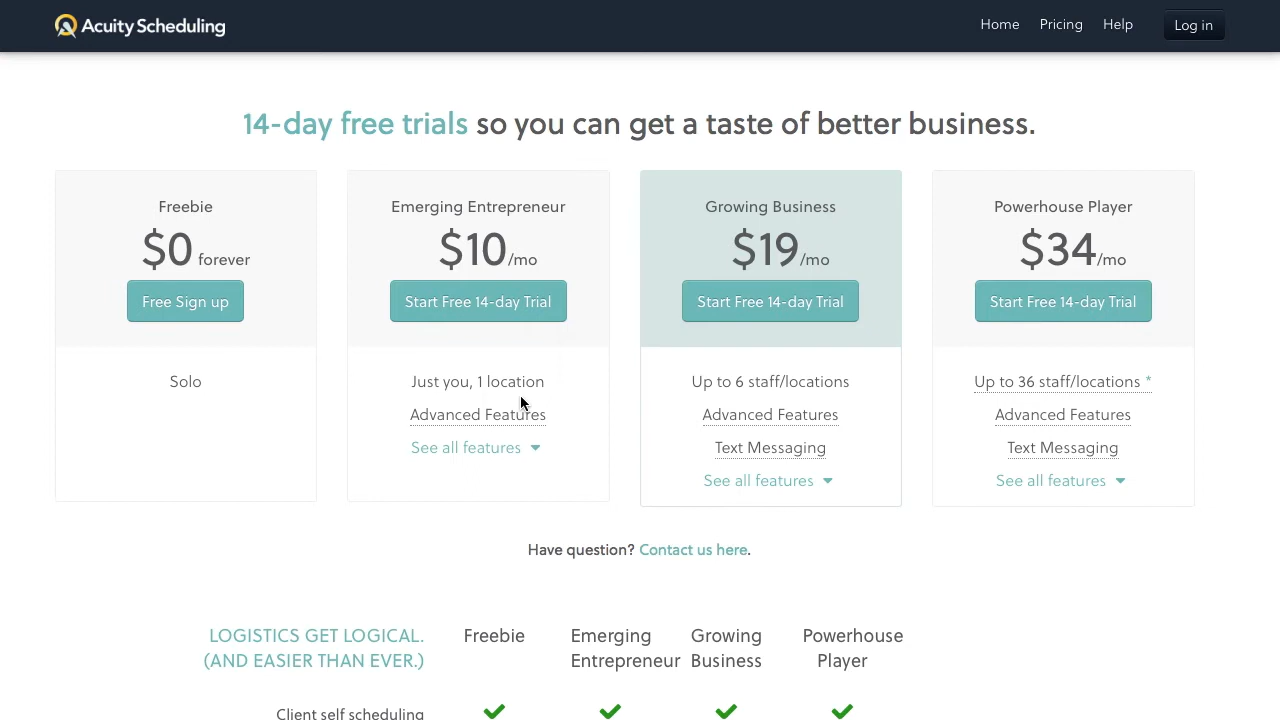 Acuity Scheduling
Home Pricing Help Log in
14-day free trials so you can get a taste of better business.
Freebie
$0 forever
Free Sign up
Solo
Emerging Entrepreneur
$10/mo
Start Free 14-day Trial
Just you, 1 location
Advanced Features
See all features
Growing Business
$19/mo
Start Free 14-day Trial
Up to 6 staff/locations
Advanced Features
Text Messaging
See all features
Powerhouse Player
$34/mo
Start Free 14-day Trial
Up to 36 staff/locations *
Advanced Features
Text Messaging
See all features
Have question? Contact us here.
LOGISTICS GET LOGICAL.
(AND EASIER THAN EVER.)
Freebie
Emerging
Entrepreneur
Growing
Business
Powerhouse
Player
Client self scheduling